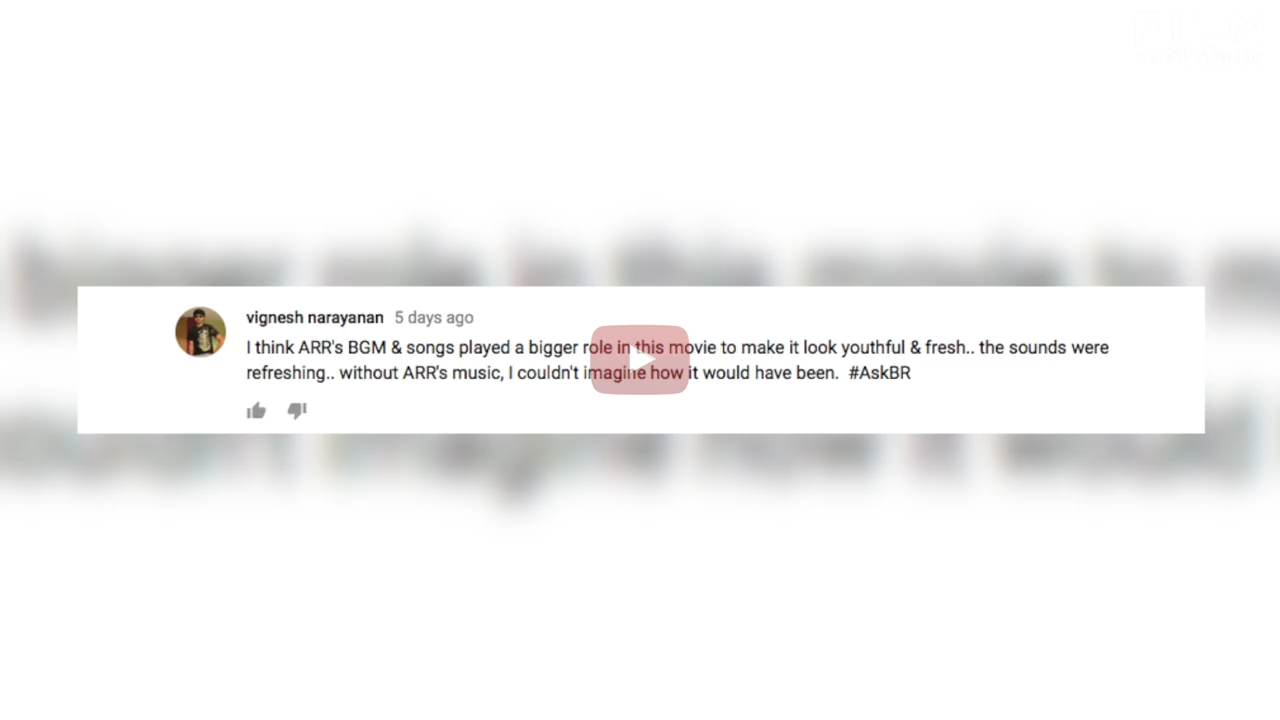 vignesh narayanan 5 days ago
I think ARR's BGM & songs played a bigger role in this movie to make it look youthful & fresh.. the sounds were
refreshing.. without ARR's music, I couldn't imagine how it would have been. #AskBR